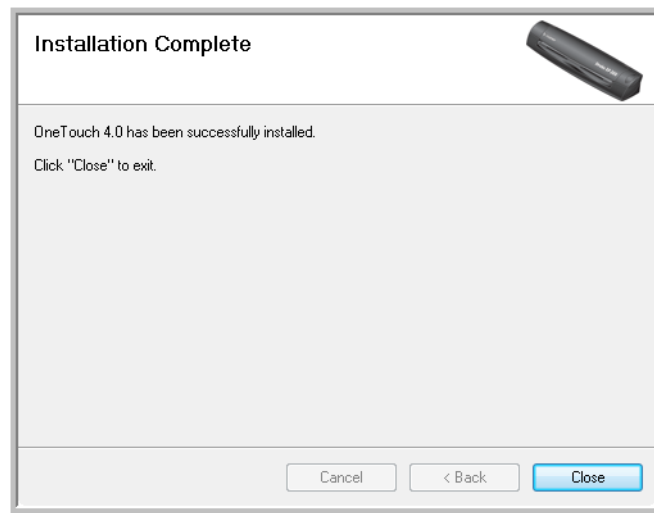 Installation Complete
OneTouch 4.0 has been successfully installed.
Click "Close" to exit.
Cancel
< Back
Close